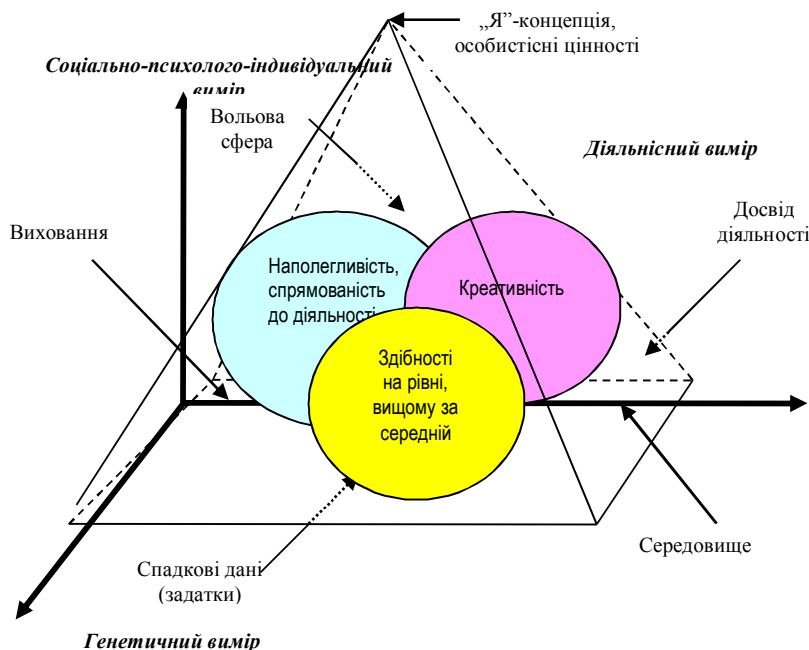 „Я”-концепція,
особистісні цінності
Соціально-психолого-індивідуальний
вимір
Вольова
сфера
Діяльнісний вимір
Виховання
Досвід
діяльності
Наполегливість,
спрямованість
до діяльності
Креативність
Здібності
на рівні,
вищому за
середній
Середовище
Спадкові дані
(задатки)
Генетичний вимір